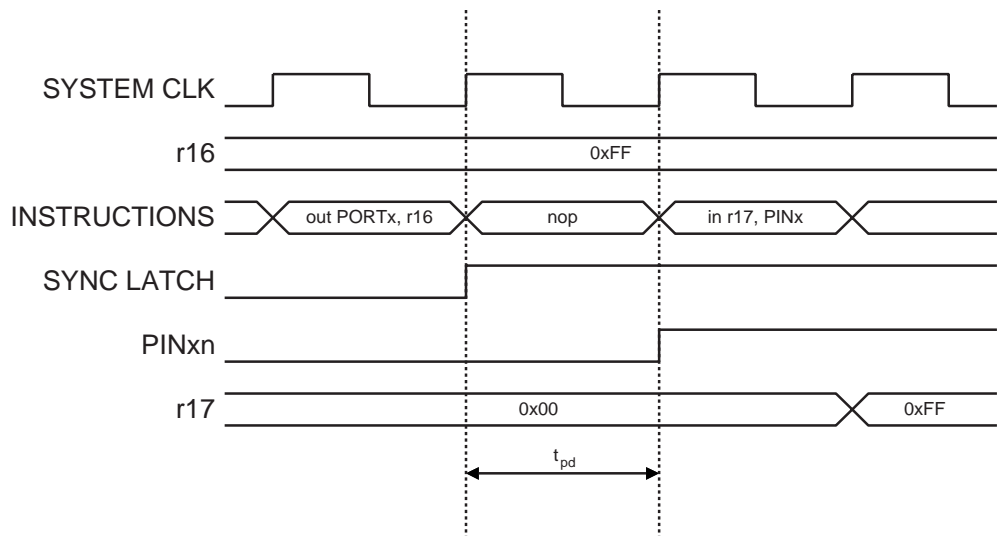 SYSTEM CLK
r16
0xFF
INSTRUCTIONS
out PORTx, r16
nop
in r17, PINx
SYNC LATCH
PINxn
r17
0x00
0xFF
tpd